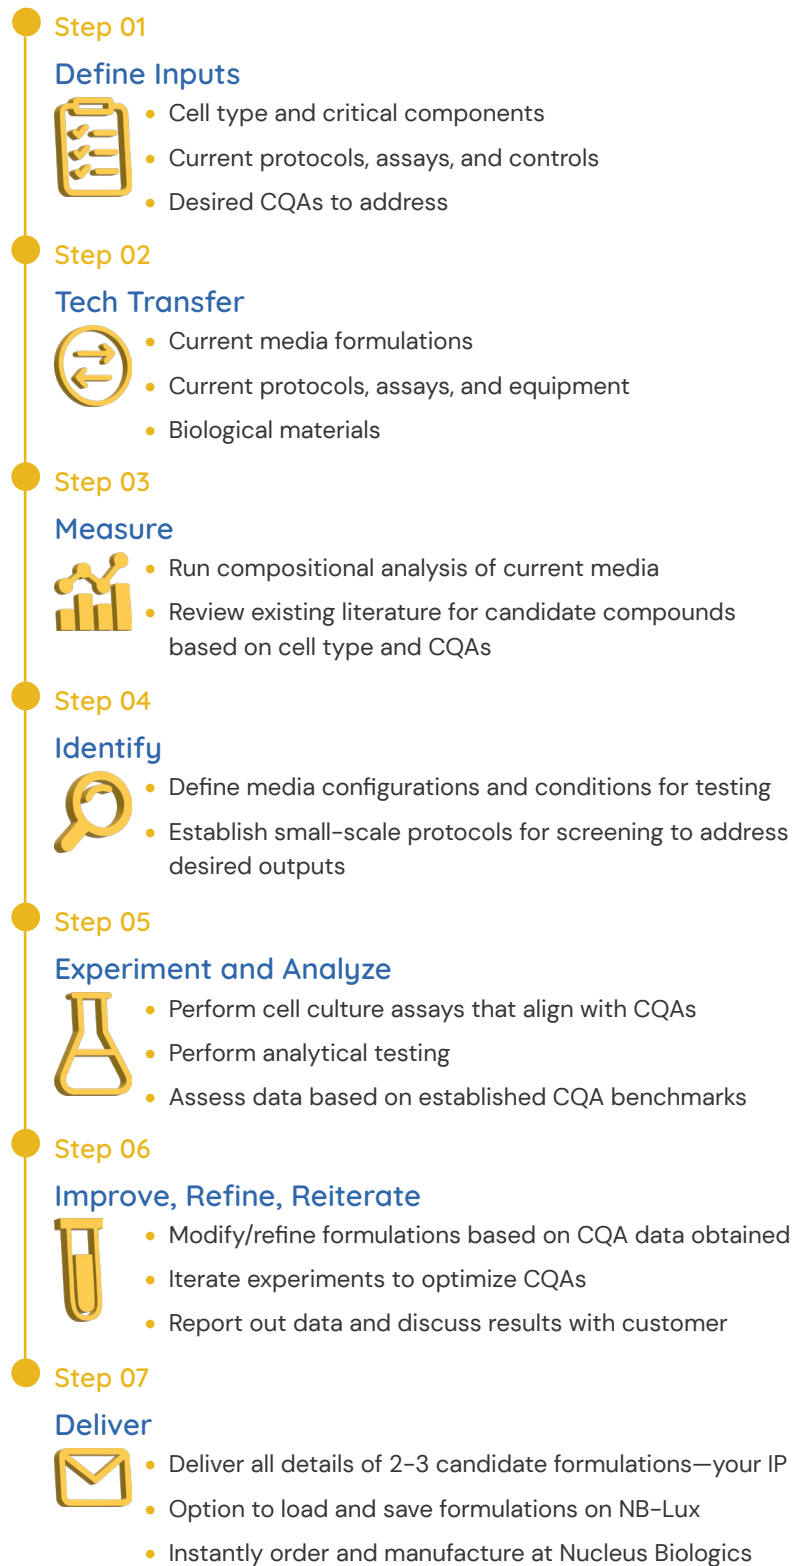 Step 01
Define Inputs
• Cell type and critical components
• Current protocols, assays, and controls
• Desired CQAs to address
Step 02
Tech Transfer
• Current media formulations
• Current protocols, assays, and equipment
• Biological materials
Step 03
Measure
• Run compositional analysis of current media
• Review existing literature for candidate compounds
based on cell type and CQAs
Step 04
Identify
• Define media configurations and conditions for testing
• Establish small-scale protocols for screening to address
desired outputs
Step 05
Experiment and Analyze
• Perform cell culture assays that align with CQAs
• Perform analytical testing
• Assess data based on established CQA benchmarks
Step 06
Improve, Refine, Reiterate
• Modify/refine formulations based on CQA data obtained
• Iterate experiments to optimize CQAs
• Report out data and discuss results with customer
Step 07
Deliver
• Deliver all details of 2–3 candidate formulations—your IP
• Option to load and save formulations on NB-Lux
• Instantly order and manufacture at Nucleus Biologics